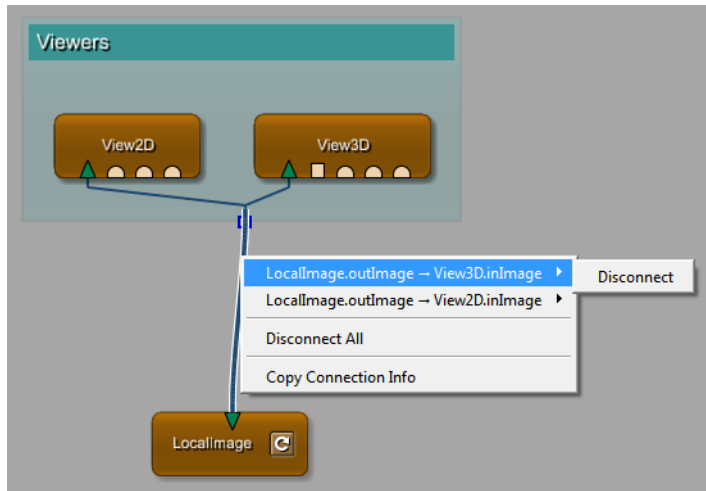 Viewers
View2D
View3D
LocalImage.outImage → View3D.inImage
Disconnect
LocalImage.outImage → View2D.inImage
Disconnect All
Copy Connection Info
LocalImage